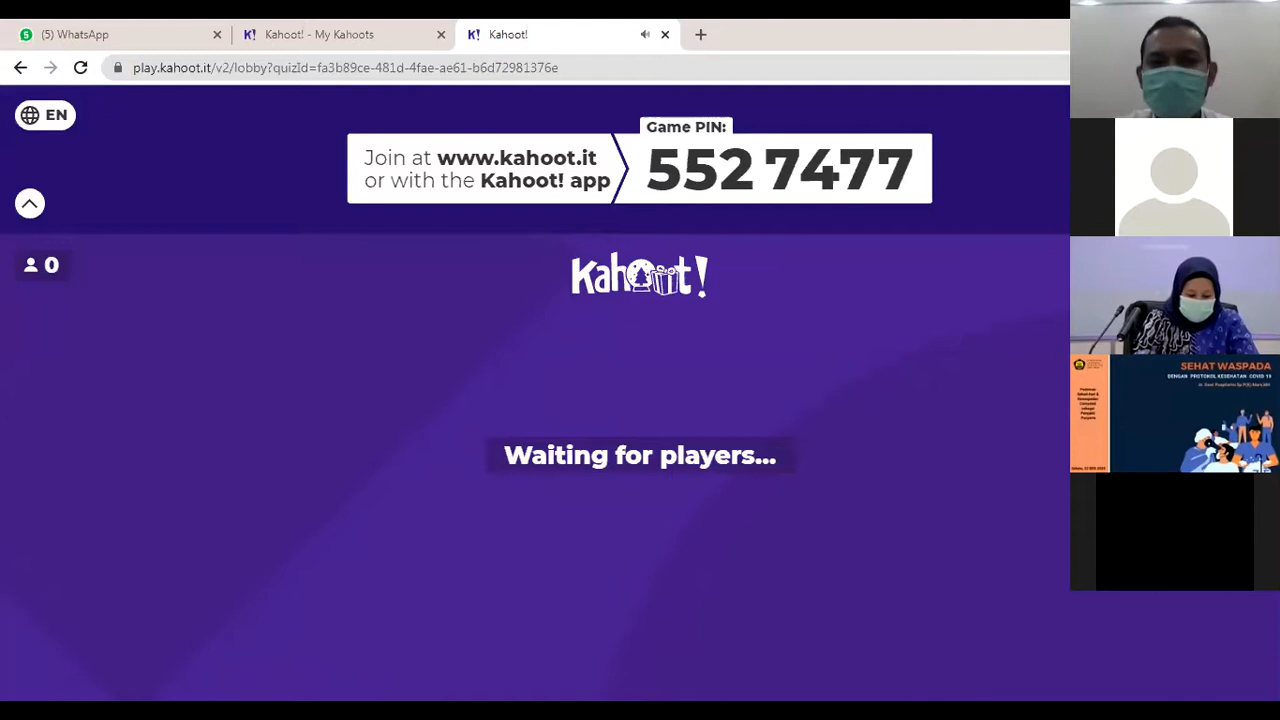 (5) WhatsApp
Kahoot! - My Kahoots
Kahoot!
play.kahoot.it/v2/lobby?quizId=fa3b89ce-481d-4fae-ae61-b6d72981376e
EN
Game PIN:
Join at www.kahoot.it
or with the Kahoot! app
552 7477
0
Kahoot!
Waiting for players...
SEHAT WASPADA
DENGAN PROTOKOL KESEHATAN COVID 19